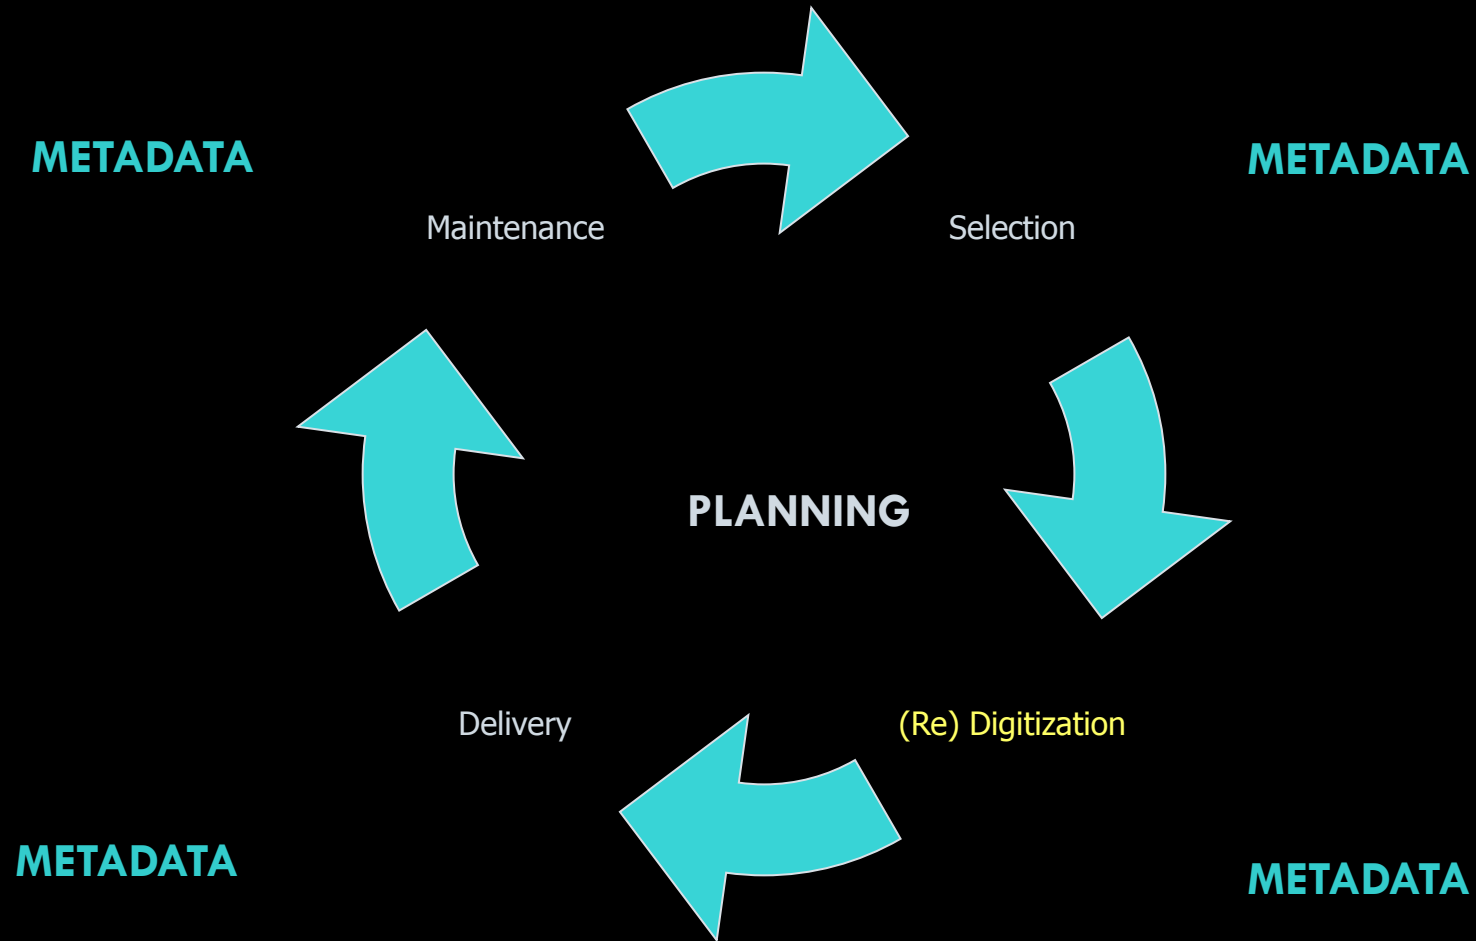 METADATA
METADATA
Maintenance
Selection
PLANNING
Delivery
(Re) Digitization
METADATA
METADATA